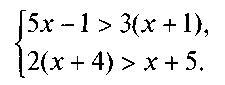 5x − 1 > 3(x + 1),
2(x + 4) > x + 5.